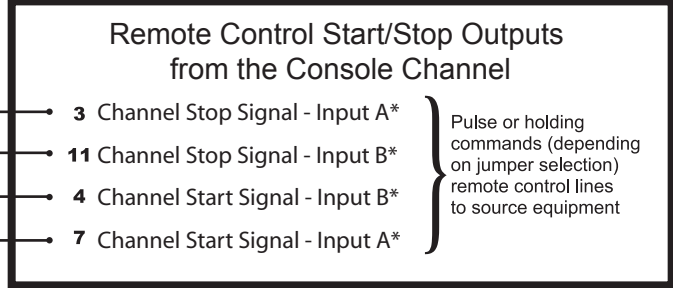 Remote Control Start/Stop Outputs
from the Console Channel
3 Channel Stop Signal - Input A*
11 Channel Stop Signal - Input B*
4 Channel Start Signal - Input B*
7 Channel Start Signal - Input A*
Pulse or holding
commands (depending
on jumper selection)
remote control lines
to source equipment